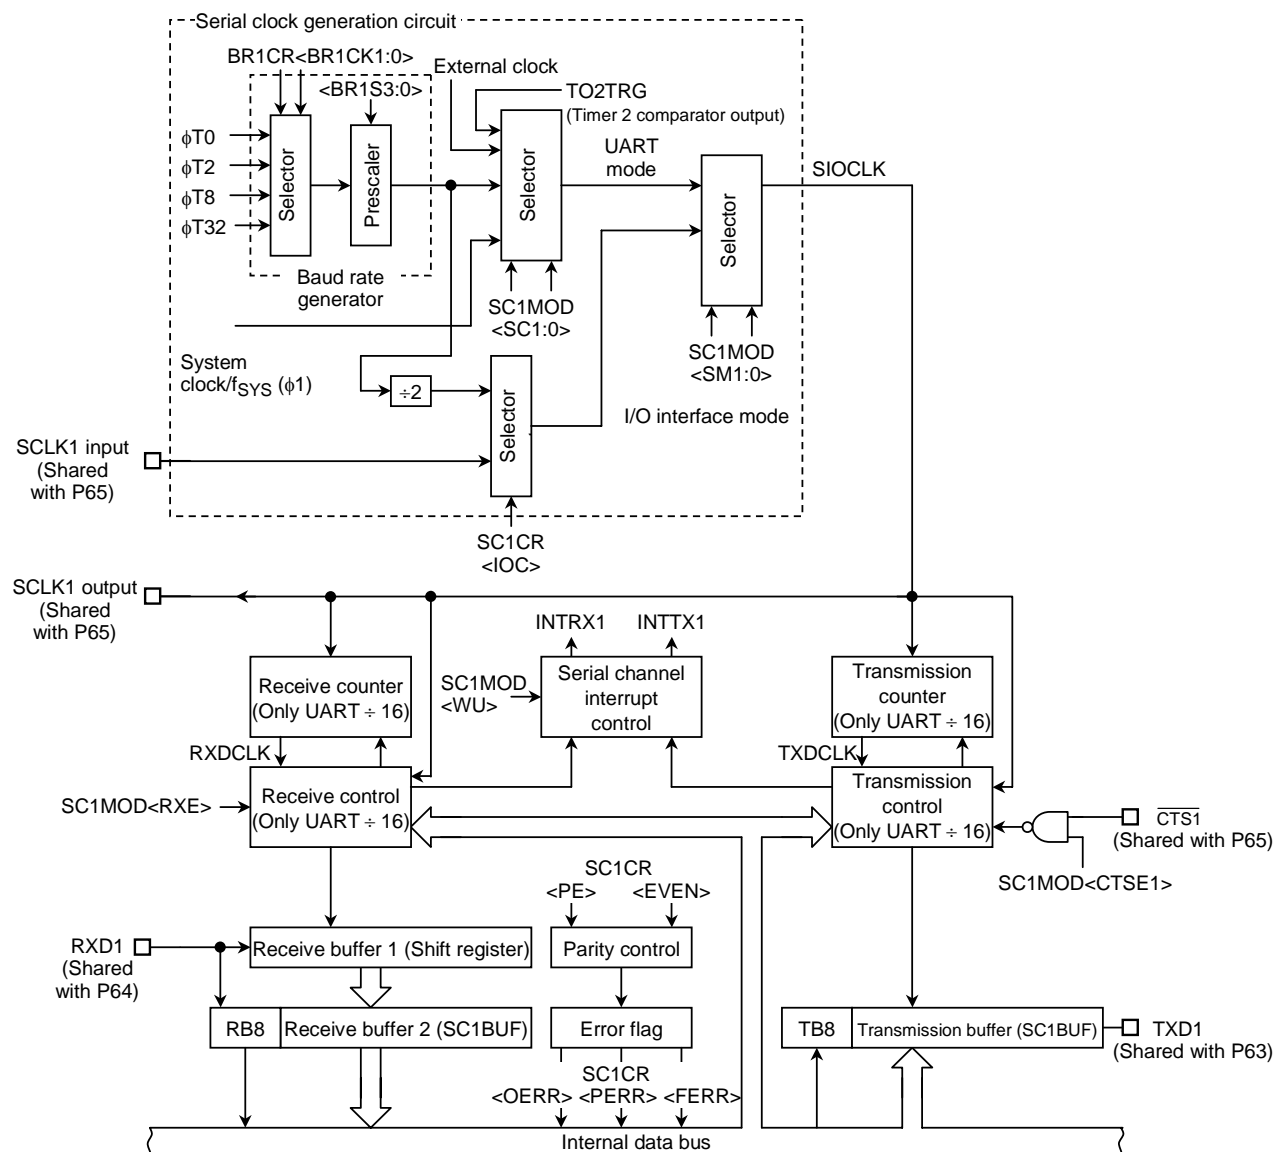 Serial clock generation circuit
BR1CR<BR1CK1:0>
<BR1S3:0>
External clock
TO2TRG
(Timer 2 comparator output)
ϕT0
ϕT2
ϕT8
ϕT32
Selector
Prescaler
Baud rate
generator
Selector
UART
mode
Selector
SIOCLK
SC1MOD
<SC1:0>
SC1MOD
<SM1:0>
System
clock/fSYS (ϕ1)
÷2
Selector
I/O interface mode
SCLK1 input
(Shared
with P65)
SC1CR
<IOC>
SCLK1 output
(Shared
with P65)
INTRX1
INTTX1
Receive counter
(Only UART ÷ 16)
SC1MOD
<WU>
Serial channel
interrupt
control
Transmission
counter
(Only UART ÷ 16)
RXDCLK
TXDCLK
SC1MOD<RXE>
Receive control
(Only UART ÷ 16)
Transmission
control
(Only UART ÷ 16)
CTS1
(Shared with P65)
SC1MOD<CTSE1>
SC1CR
<PE>
<EVEN>
RXD1
(Shared
with P64)
Receive buffer 1 (Shift register)
Parity control
RB8
Receive buffer 2 (SC1BUF)
Error flag
TB8
Transmission buffer (SC1BUF)
TXD1
(Shared with P63)
SC1CR
<OERR>
<PERR>
<FERR>
Internal data bus